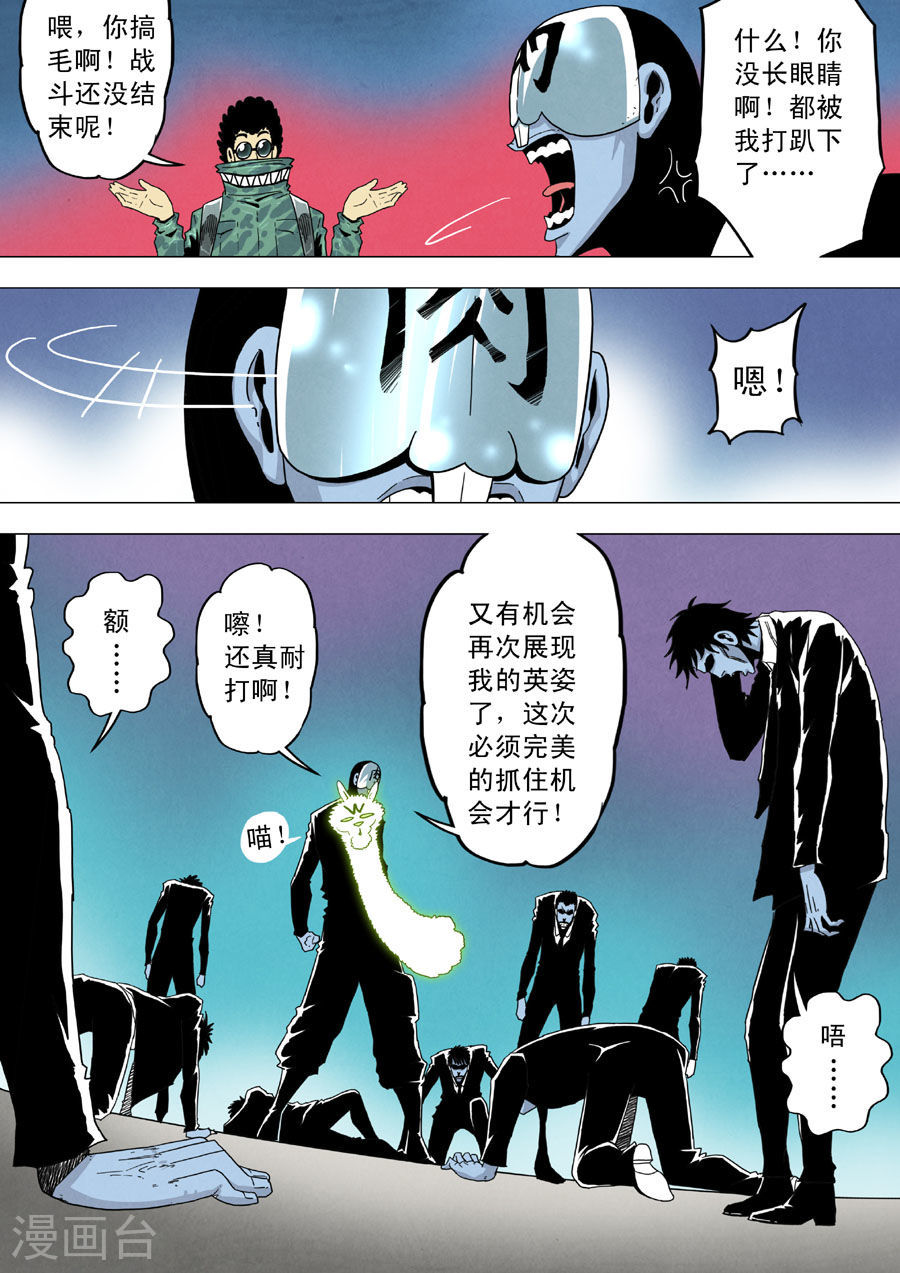 喂，你搞
毛啊！战
斗还没结
束呢！
什么！你
没长眼睛
啊！都被
我打趴下
了……
嗯！
额
……
嚓！
还真耐
打啊！
又有机会
再次展现
我的英姿
了，这次
必须完美
的抓住机
会才行！
喵！
唔
……
漫画台